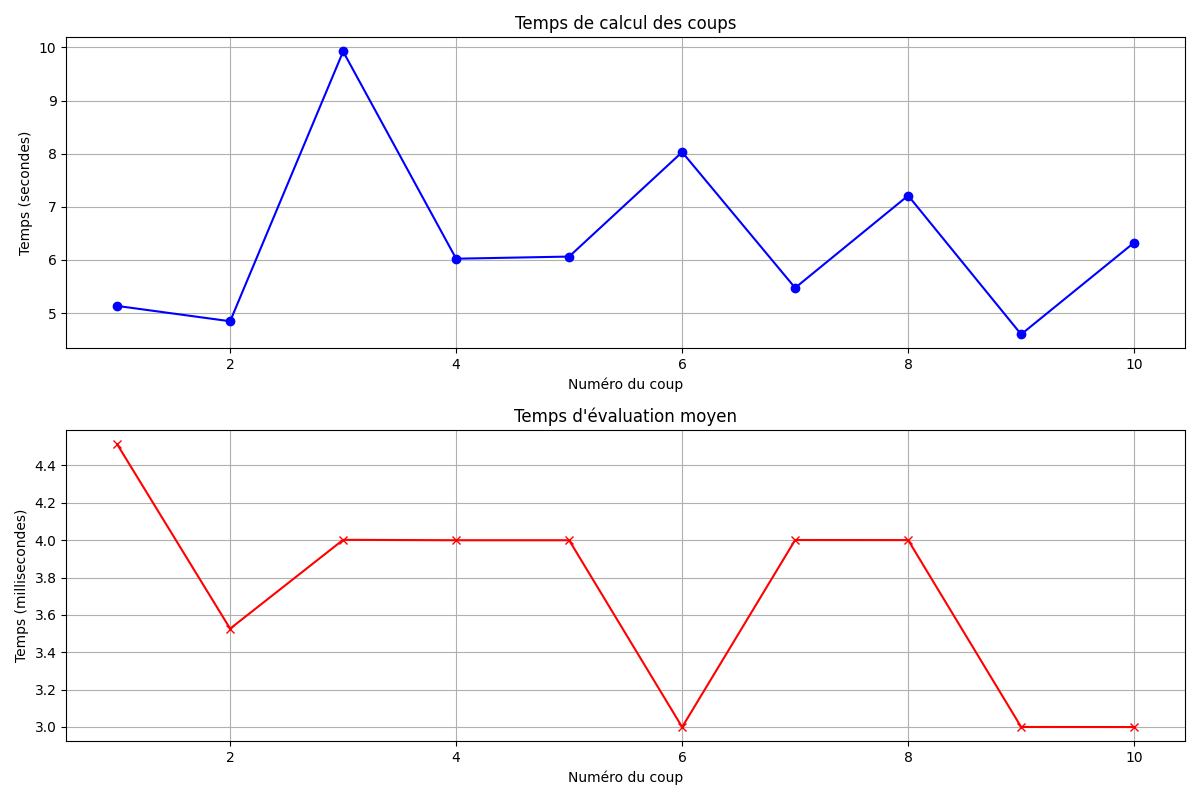 Temps de calcul des coups
10
9
8
7
6
5
Temps (secondes)
2 4 6 8 10
Numéro du coup
Temps d'évaluation moyen
4.4
4.2
4.0
3.8
3.6
3.4
3.2
3.0
Temps (millisecondes)
2 4 6 8 10
Numéro du coup